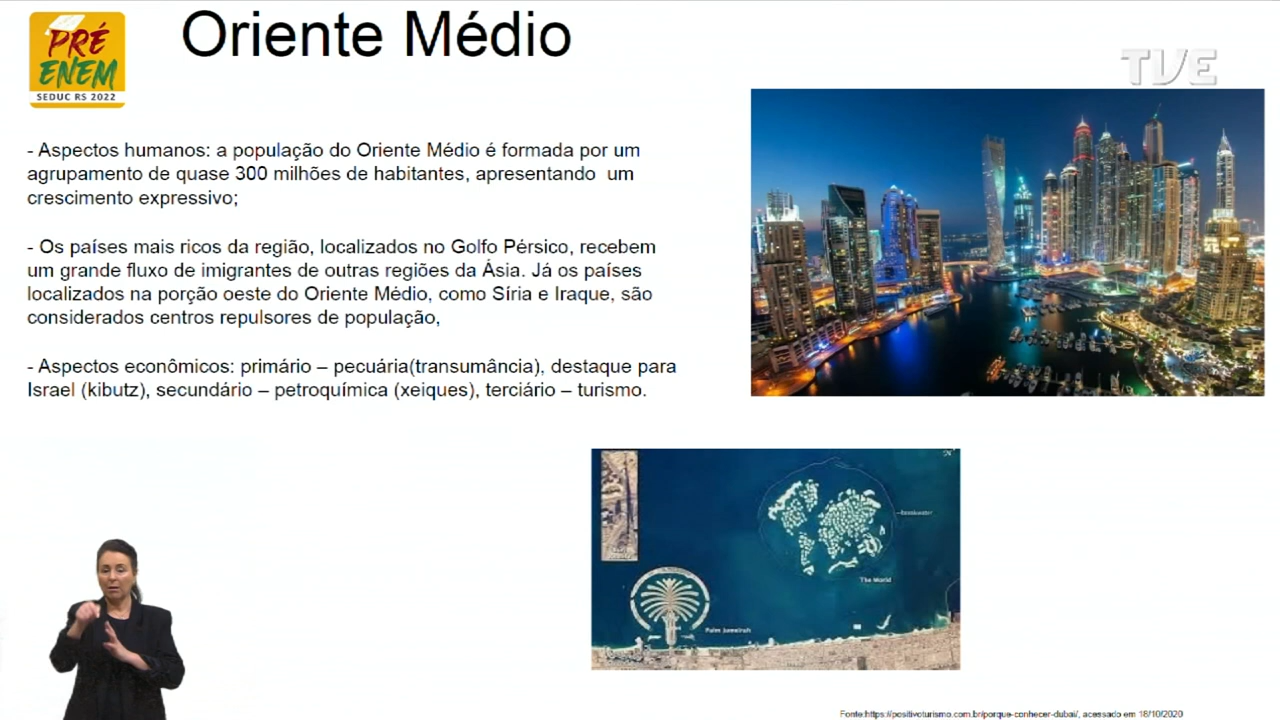 PRÉ
ENEM
SEDUC RS 2022
Oriente Médio
TVE
- Aspectos humanos: a população do Oriente Médio é formada por um
agrupamento de quase 300 milhões de habitantes, apresentando um
crescimento expressivo;
- Os países mais ricos da região, localizados no Golfo Pérsico, recebem
um grande fluxo de imigrantes de outras regiões da Ásia. Já os países
localizados na porção oeste do Oriente Médio, como Síria e Iraque, são
considerados centros repulsores de população,
- Aspectos econômicos: primário – pecuária(transumância), destaque para
Israel (kibutz), secundário – petroquímica (xeiques), terciário – turismo.
breakwater
The World
Palm Jumeirah
Fonte:https://positivoturismo.com.br/porque-conhecer-dubai/, acessado em 18/10/2020